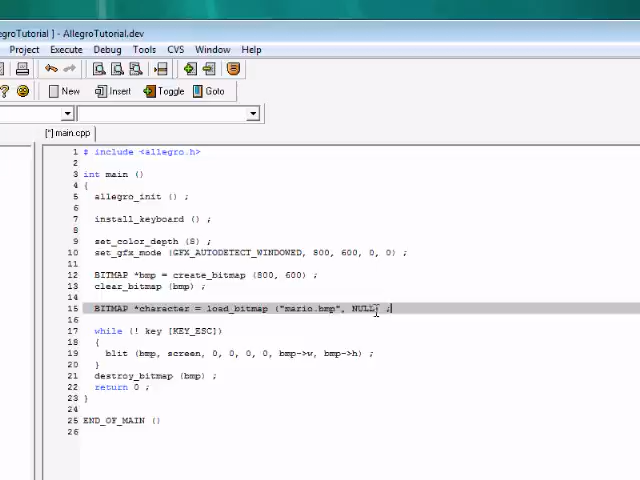 egroTutorial ] - AllegroTutorial.dev
Project Execute Debug Tools CVS Window Help
New Insert Toggle Goto
[*] main.cpp
1 # include <allegro.h>
2
3 int main ()
4 {
5 allegro_init () ;
6
7 install_keyboard () ;
8
9 set_color_depth (8) ;
10 set_gfx_mode (GFX_AUTODETECT_WINDOWED, 800, 600, 0, 0) ;
11
12 BITMAP *bmp = create_bitmap (800, 600) ;
13 clear_bitmap (bmp) ;
14
15 BITMAP *character = load_bitmap ("mario.bmp", NULL) ;
16
17 while (! key [KEY_ESC])
18 {
19 blit (bmp, screen, 0, 0, 0, 0, bmp->w, bmp->h) ;
20 }
21 destroy_bitmap (bmp) ;
22 return 0 ;
23 }
24
25 END_OF_MAIN ()
26